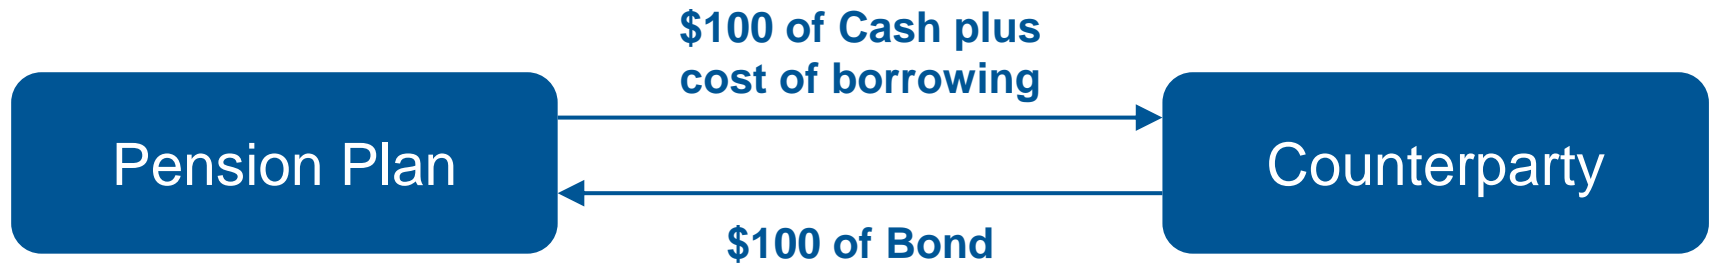 $100 of Cash plus
cost of borrowing
Pension Plan
Counterparty
$100 of Bond